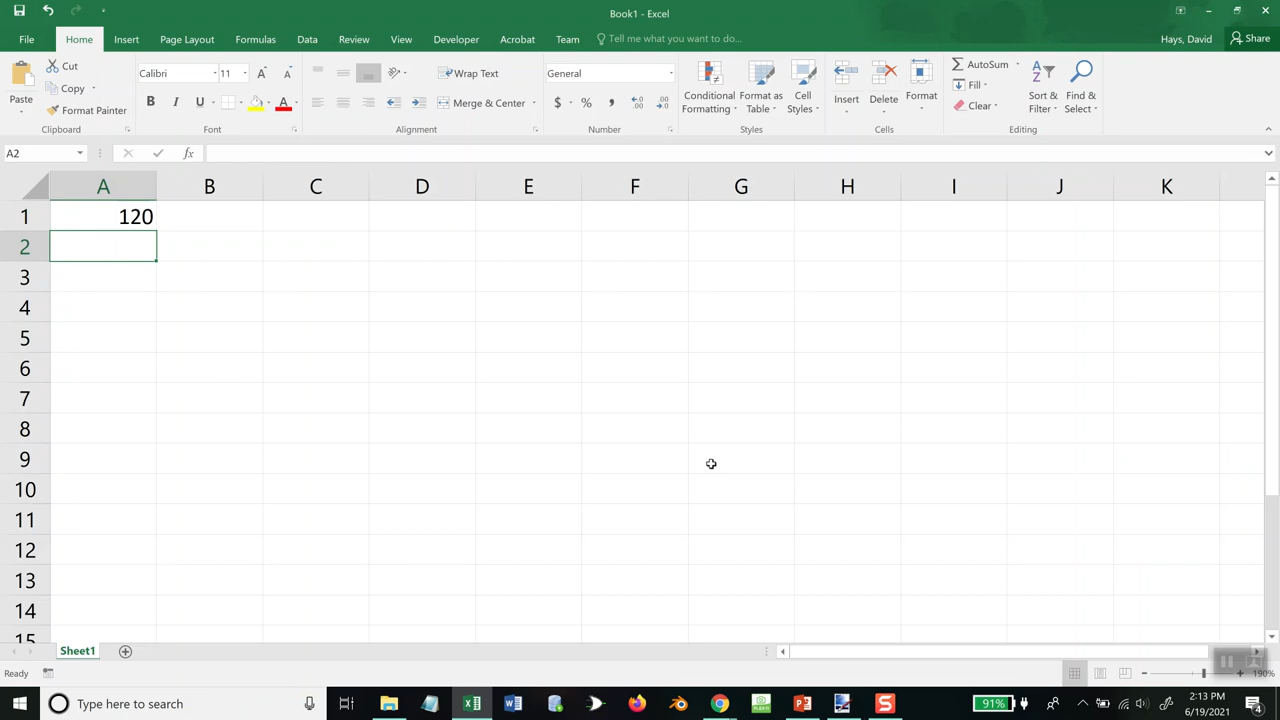 Book1 - Excel
File Home Insert Page Layout Formulas Data Review View Developer Acrobat Team Tell me what you want to do... Hays, David Share
Paste Cut Copy Format Painter
Clipboard
Calibri 11
B I U A
Font
Wrap Text
Merge & Center
Alignment
General
$ % ,
Number
Conditional Formatting Format as Table Cell Styles
Styles
Insert Delete Format
Cells
AutoSum Fill Clear Sort & Filter Find & Select
Editing
A2 fx
A B C D E F G H I J K
1 120
2
3
4
5
6
7
8
9
10
11
12
13
14
15
Sheet1
Ready 190%
Type here to search 91% 2:13 PM
6/19/2021